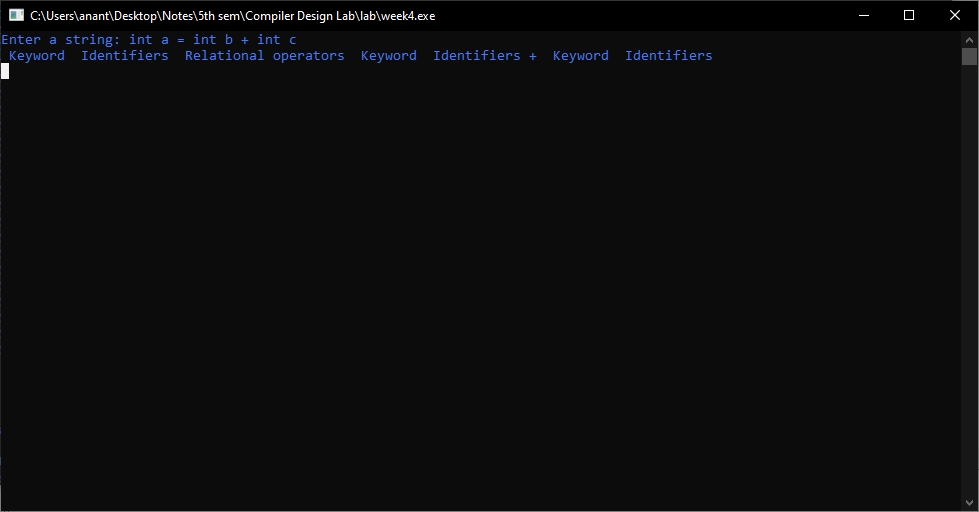 C:\Users\anant\Desktop\Notes\5th sem\Compiler Design Lab\lab\week4.exe
Enter a string: int a = int b + int c
 Keyword  Identifiers  Relational operators  Keyword  Identifiers +  Keyword  Identifiers